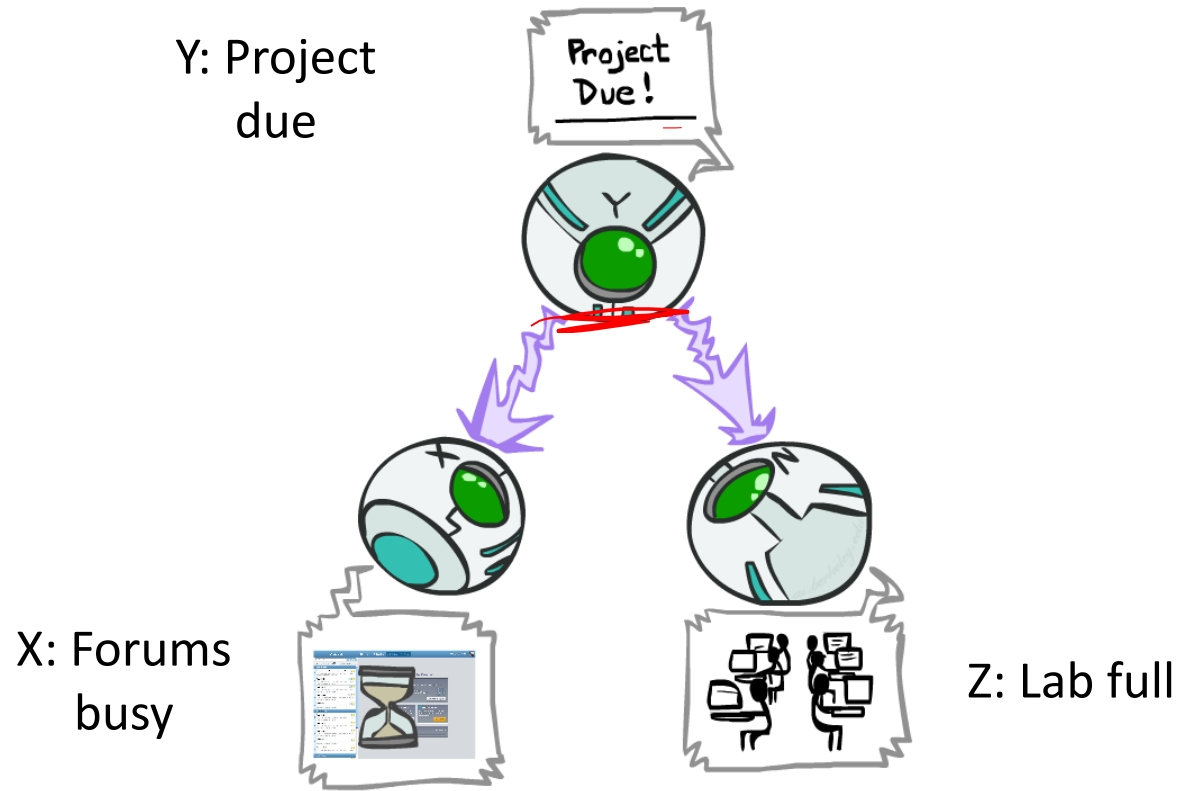 Y: Project
due
Project
Due!
Y
X
Z
X: Forums
busy
Z: Lab full